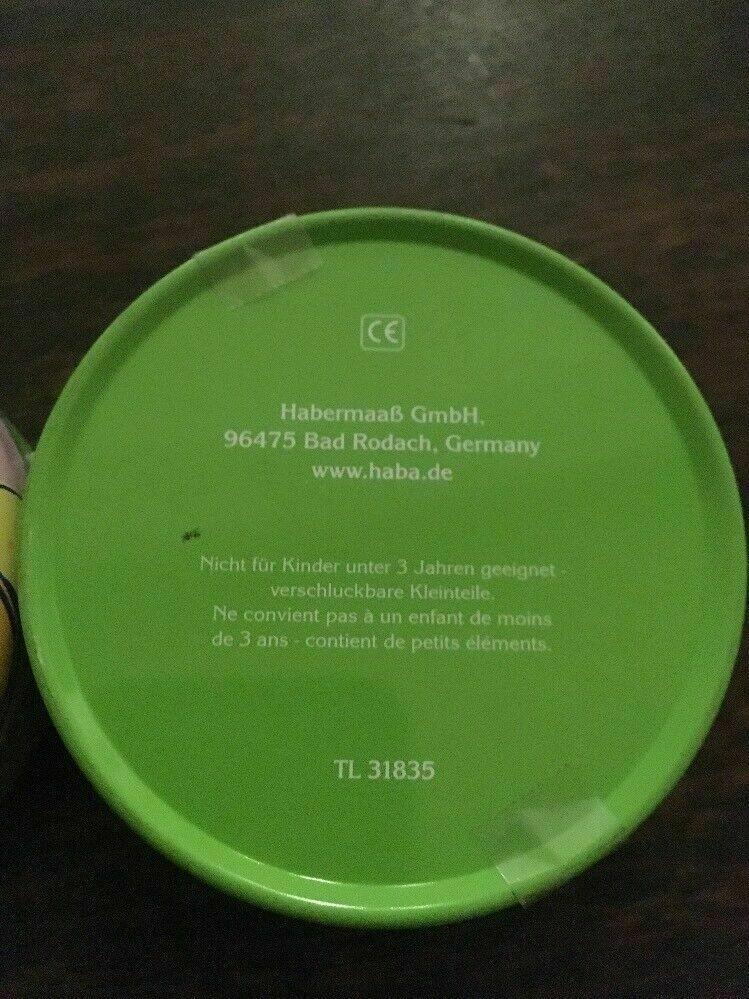 CE
Habermaaß GmbH,
96475 Bad Rodach, Germany
www.haba.de
Nicht für Kinder unter 3 Jahren geeignet -
verschluckbare Kleinteile.
Ne convient pas à un enfant de moins
de 3 ans - contient de petits éléments.
TL 31835